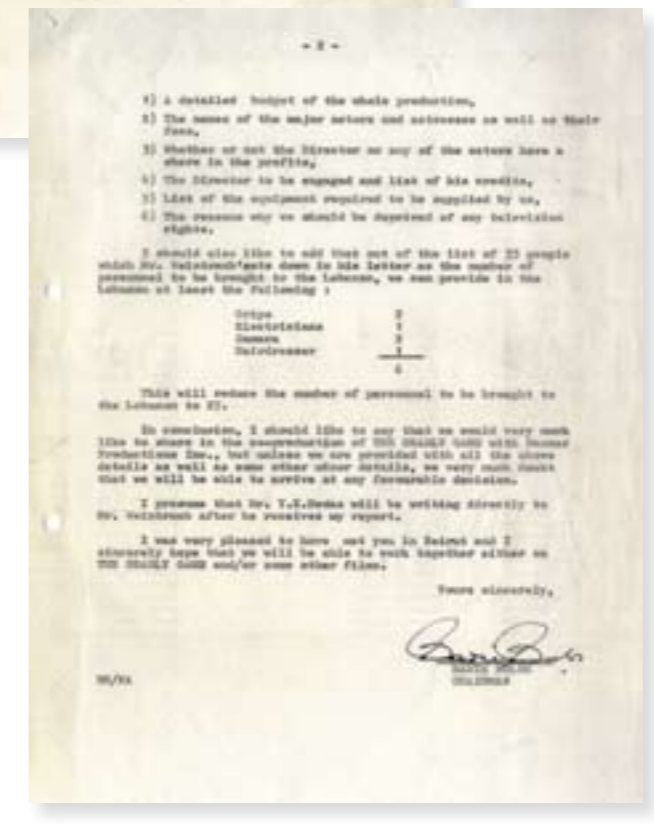 - 2 -
1) A detailed budget of the whole production,
2) The names of the major actors and actresses as well as their
fees,
3) Whether or not the Director or any of the actors have a
share in the profits,
4) The Director to be engaged and list of his credits,
5) List of the equipment required to be supplied by us,
6) The reasons why we should be deprived of any television
rights.
I should also like to add that out of the list of people
which Mr. Weintraub sets down in his letter as the number of
personnel to be brought to the Lebanon, we can provide in the
Lebanon at least the following :
Grips 2
Electricians
Camera 2
Hairdresser 1
6
This will reduce the number of personnel to be brought to
the Lebanon to
In conclusion, I should like to say that we would very much
like to share in the coproduction of THE DEADLY GAME with
Productions Inc., but unless we are provided with all the above
details as well as some other minor details, we very much doubt
that we will be able to arrive at any favourable decision.
I presume that Mr. will be writing directly to
Mr. Weintraub after he receives my report.
I was very pleased to have met you in Beirut and I
sincerely hope that we will be able to work together either on
THE DEADLY GAME and/or some other films.
Yours sincerely,
CHAIRMAN